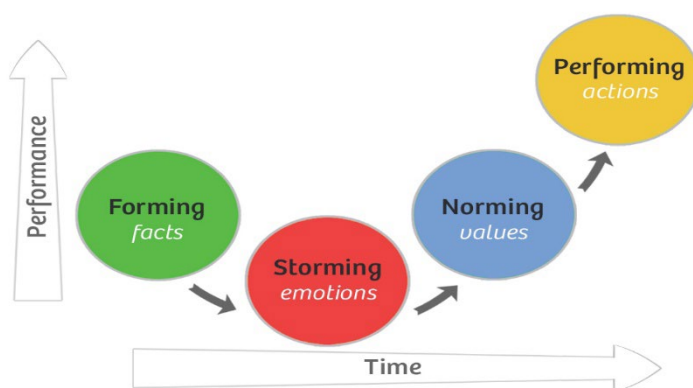 Performing
actions
Performance
Forming
facts
Norming
values
Storming
emotions
Time